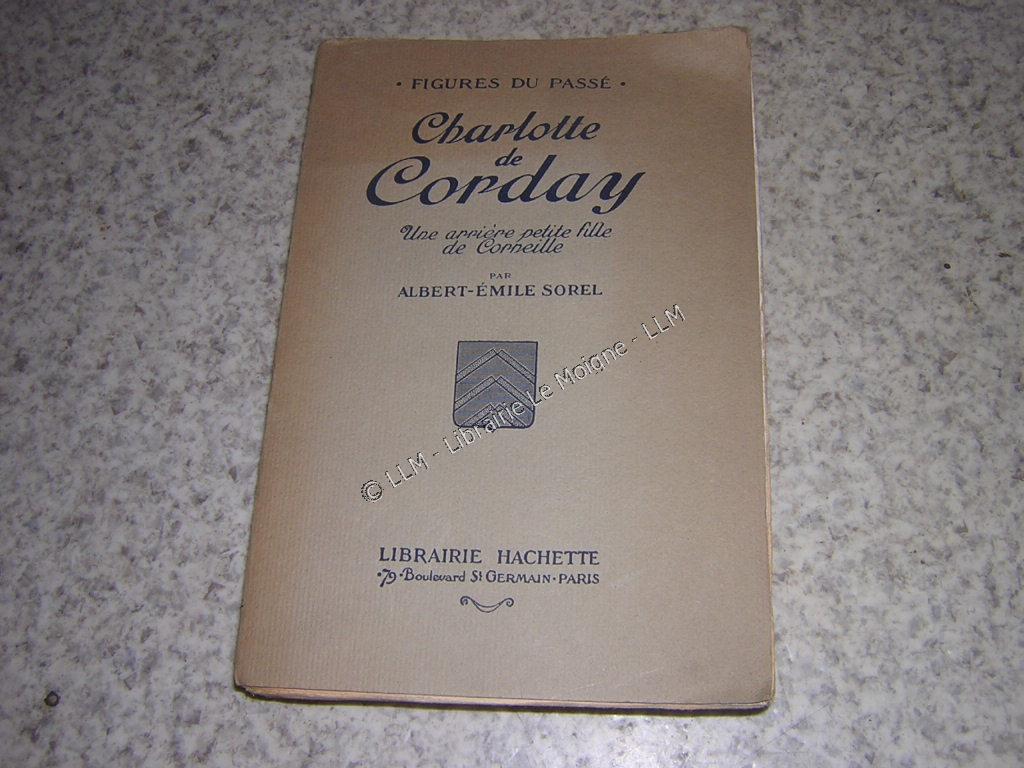 • FIGURES DU PASSÉ •
Charlotte
de
Corday
Une arrière petite fille
de Corneille
PAR
ALBERT-ÉMILE SOREL
© LLM - Librairie Le Moigne - LLM
LIBRAIRIE HACHETTE
•79•Boulevard St GERMAIN•PARIS